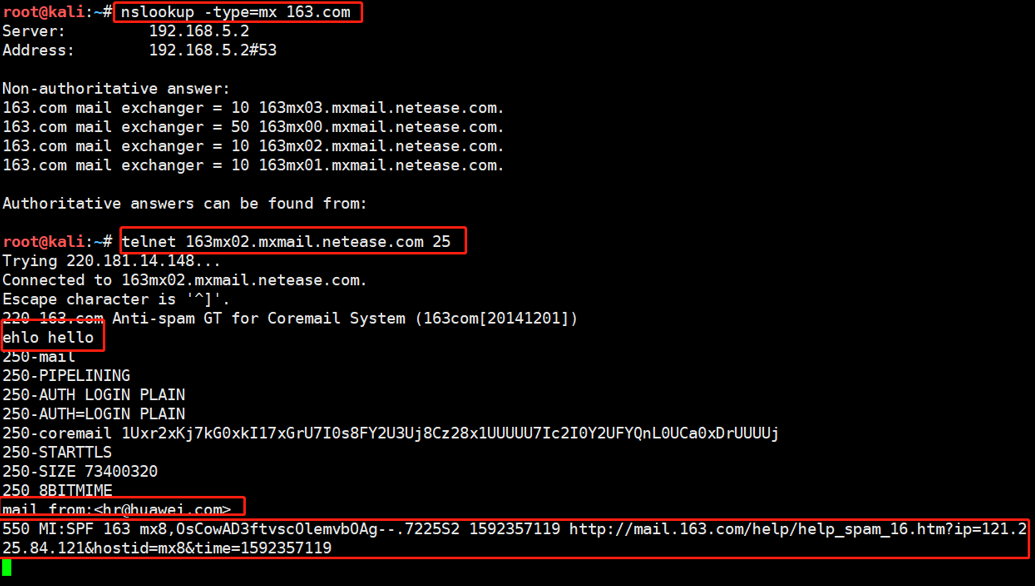 root@kali:~# nslookup -type=mx 163.com
Server: 192.168.5.2
Address: 192.168.5.2#53
Non-authoritative answer:
163.com mail exchanger = 10 163mx03.mxmail.netease.com.
163.com mail exchanger = 50 163mx00.mxmail.netease.com.
163.com mail exchanger = 10 163mx02.mxmail.netease.com.
163.com mail exchanger = 10 163mx01.mxmail.netease.com.
Authoritative answers can be found from:
root@kali:~# telnet 163mx02.mxmail.netease.com 25
Trying 220.181.14.148...
Connected to 163mx02.mxmail.netease.com.
Escape character is '^]'.
220 163.com Anti-spam GT for Coremail System (163com[20141201])
ehlo hello
250-mail
250-PIPELINING
250-AUTH LOGIN PLAIN
250-AUTH=LOGIN PLAIN
250-coremail 1Uxr2xKj7kG0xkI17xGrU7I0s8FY2U3Uj8Cz28x1UUUUU7Ic2I0Y2UFYQnL0UCa0xDrUUUUj
250-STARTTLS
250-SIZE 73400320
250 8BITMIME
mail from:<hr@huawei.com>
550 MI:SPF 163 mx8,OsCowAD3ftvscOlemvbOAg--.722S2 1592357119 http://mail.163.com/help/help_spam_16.htm?ip=121.2
25.84.121&hostid=mx8&time=1592357119